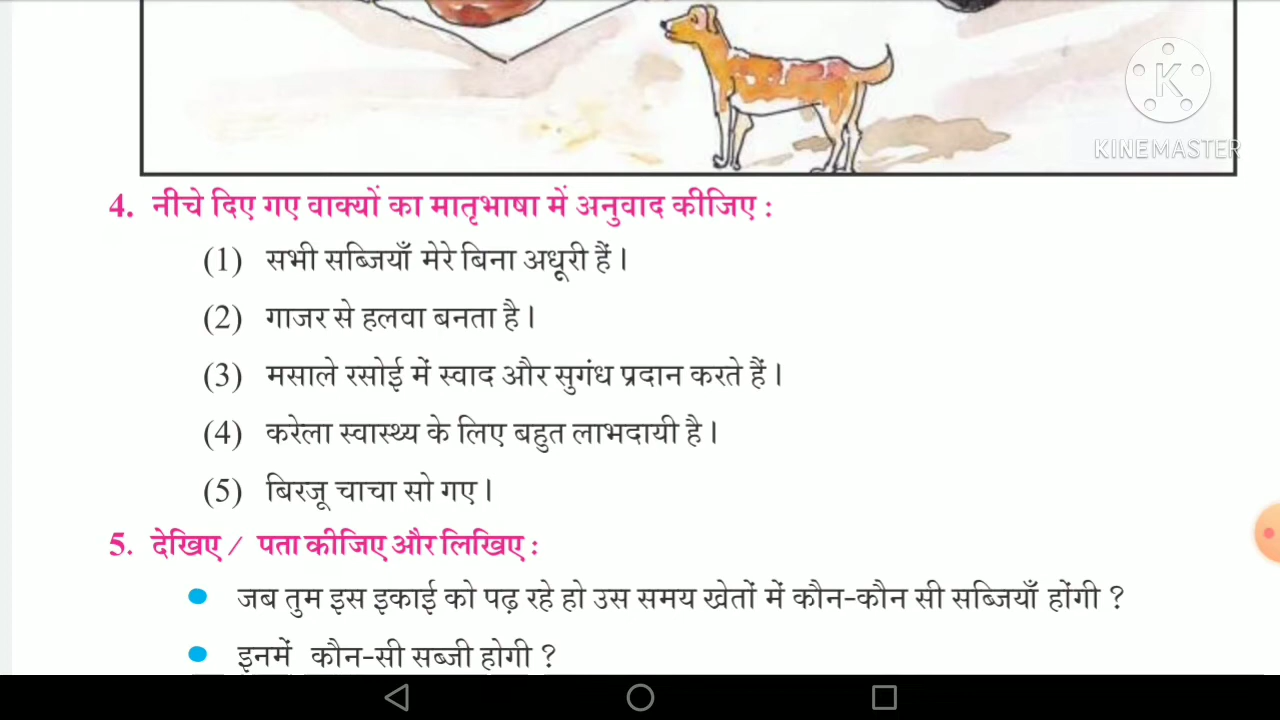 K
KINEMASTER
4. नीचे दिए गए वाक्यों का मातृभाषा में अनुवाद कीजिए :
(1) सभी सब्जियाँ मेरे बिना अधूरी हैं ।
(2) गाजर से हलवा बनता है ।
(3) मसाले रसोई में स्वाद और सुगंध प्रदान करते हैं ।
(4) करेला स्वास्थ्य के लिए बहुत लाभदायी है ।
(5) बिरजू चाचा सो गए ।
5. देखिए / पता कीजिए और लिखिए :
जब तुम इस इकाई को पढ़ रहे हो उस समय खेतों में कौन-कौन सी सब्जियाँ होंगी ?
इनमें कौन-सी सब्जी होगी ?